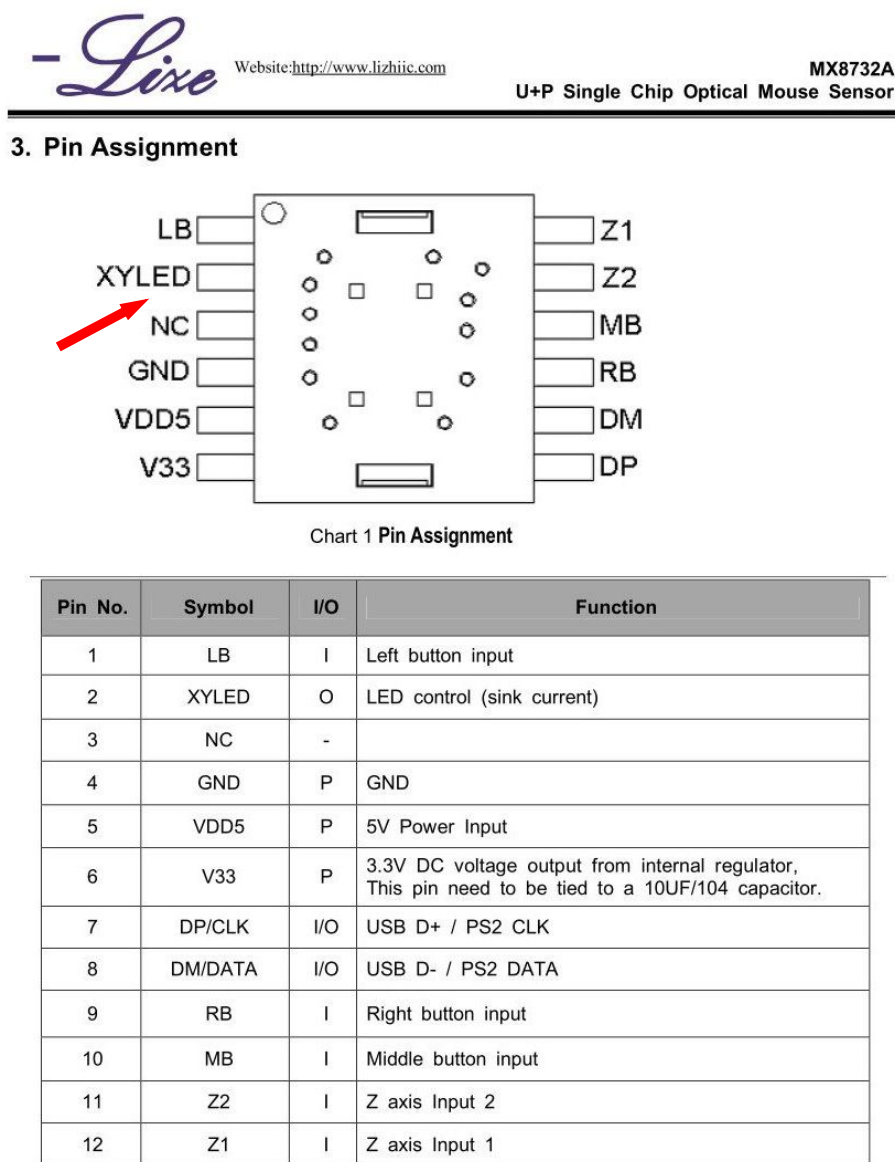 Lixe
Website:http://www.lizhiic.com
MX8732A
U+P Single Chip Optical Mouse Sensor
3. Pin Assignment
LB Z1
XYLED Z2
NC MB
GND RB
VDD5 DM
V33 DP
Chart 1 Pin Assignment
Pin No. Symbol I/O Function
1 LB I Left button input
2 XYLED O LED control (sink current)
3 NC -
4 GND P GND
5 VDD5 P 5V Power Input
6 V33 P 3.3V DC voltage output from internal regulator,
This pin need to be tied to a 10UF/104 capacitor.
7 DP/CLK I/O USB D+ / PS2 CLK
8 DM/DATA I/O USB D- / PS2 DATA
9 RB I Right button input
10 MB I Middle button input
11 Z2 I Z axis Input 2
12 Z1 I Z axis Input 1